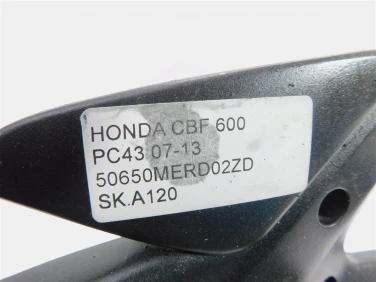 HONDA CBF 600
PC43 07-13
50650MERD02ZD
SK.A120